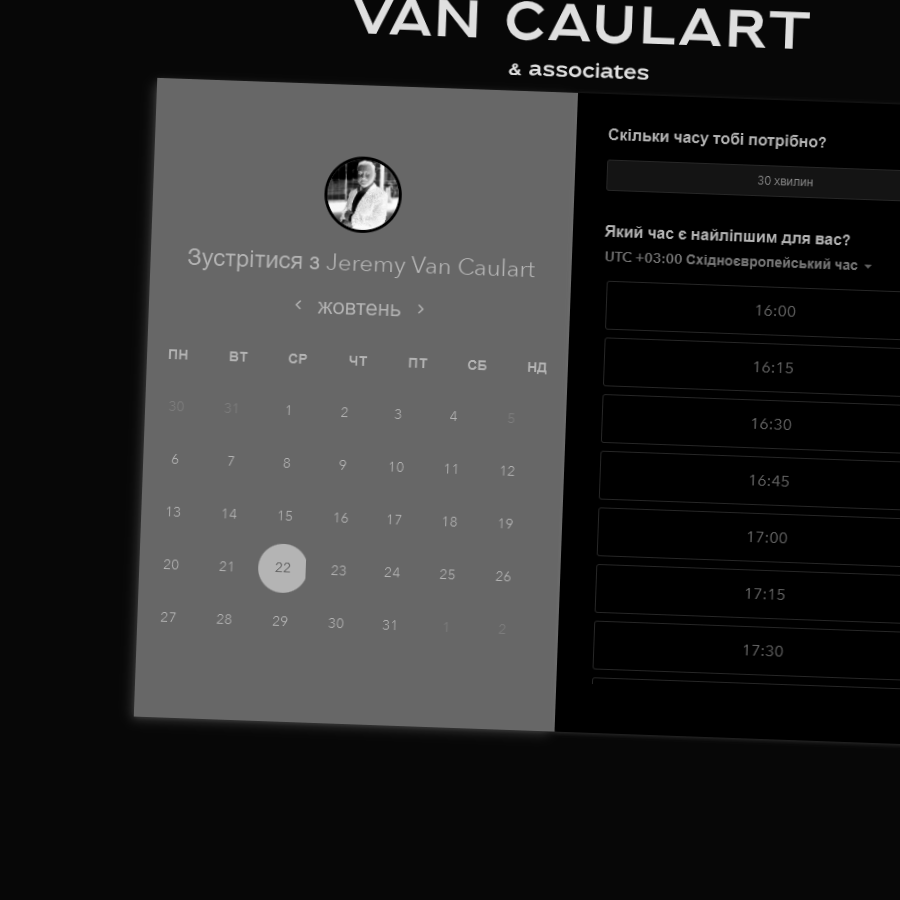 VAN CAULART
& associates
Зустрітися з Jeremy Van Caulart
жовтень
ПН ВТ СР ЧТ ПТ СБ НД
30 31 1 2 3 4 5
6 7 8 9 10 11 12
13 14 15 16 17 18 19
20 21 22 23 24 25 26
27 28 29 30 31 1 2
Скільки часу тобі потрібно?
30 хвилин
Який час є найліпшим для вас?
UTC +03:00 Східноєвропейський час
16:00
16:15
16:30
16:45
17:00
17:15
17:30